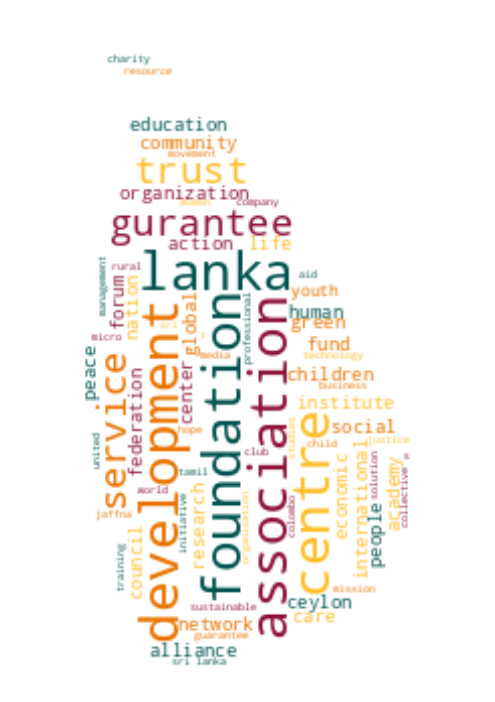 charity
resource
education
community
movement
trust
organization
women
company
gurantee
action
life
lanka
rural
management
forum
nation
aid
youth
global
sri
professional
human
green
micro
fund
media
technology
peace
service
development
foundation
association
federation
center
children
business
centre
institute
hope
social
child
justice
studies
club
united
tamil
world
economic
international
solution
academy
collective
people
jaffna
initiative
research
organisation
colombo
training
council
mission
sustainable
ceylon
care
network
guarantee
alliance
sri lanka